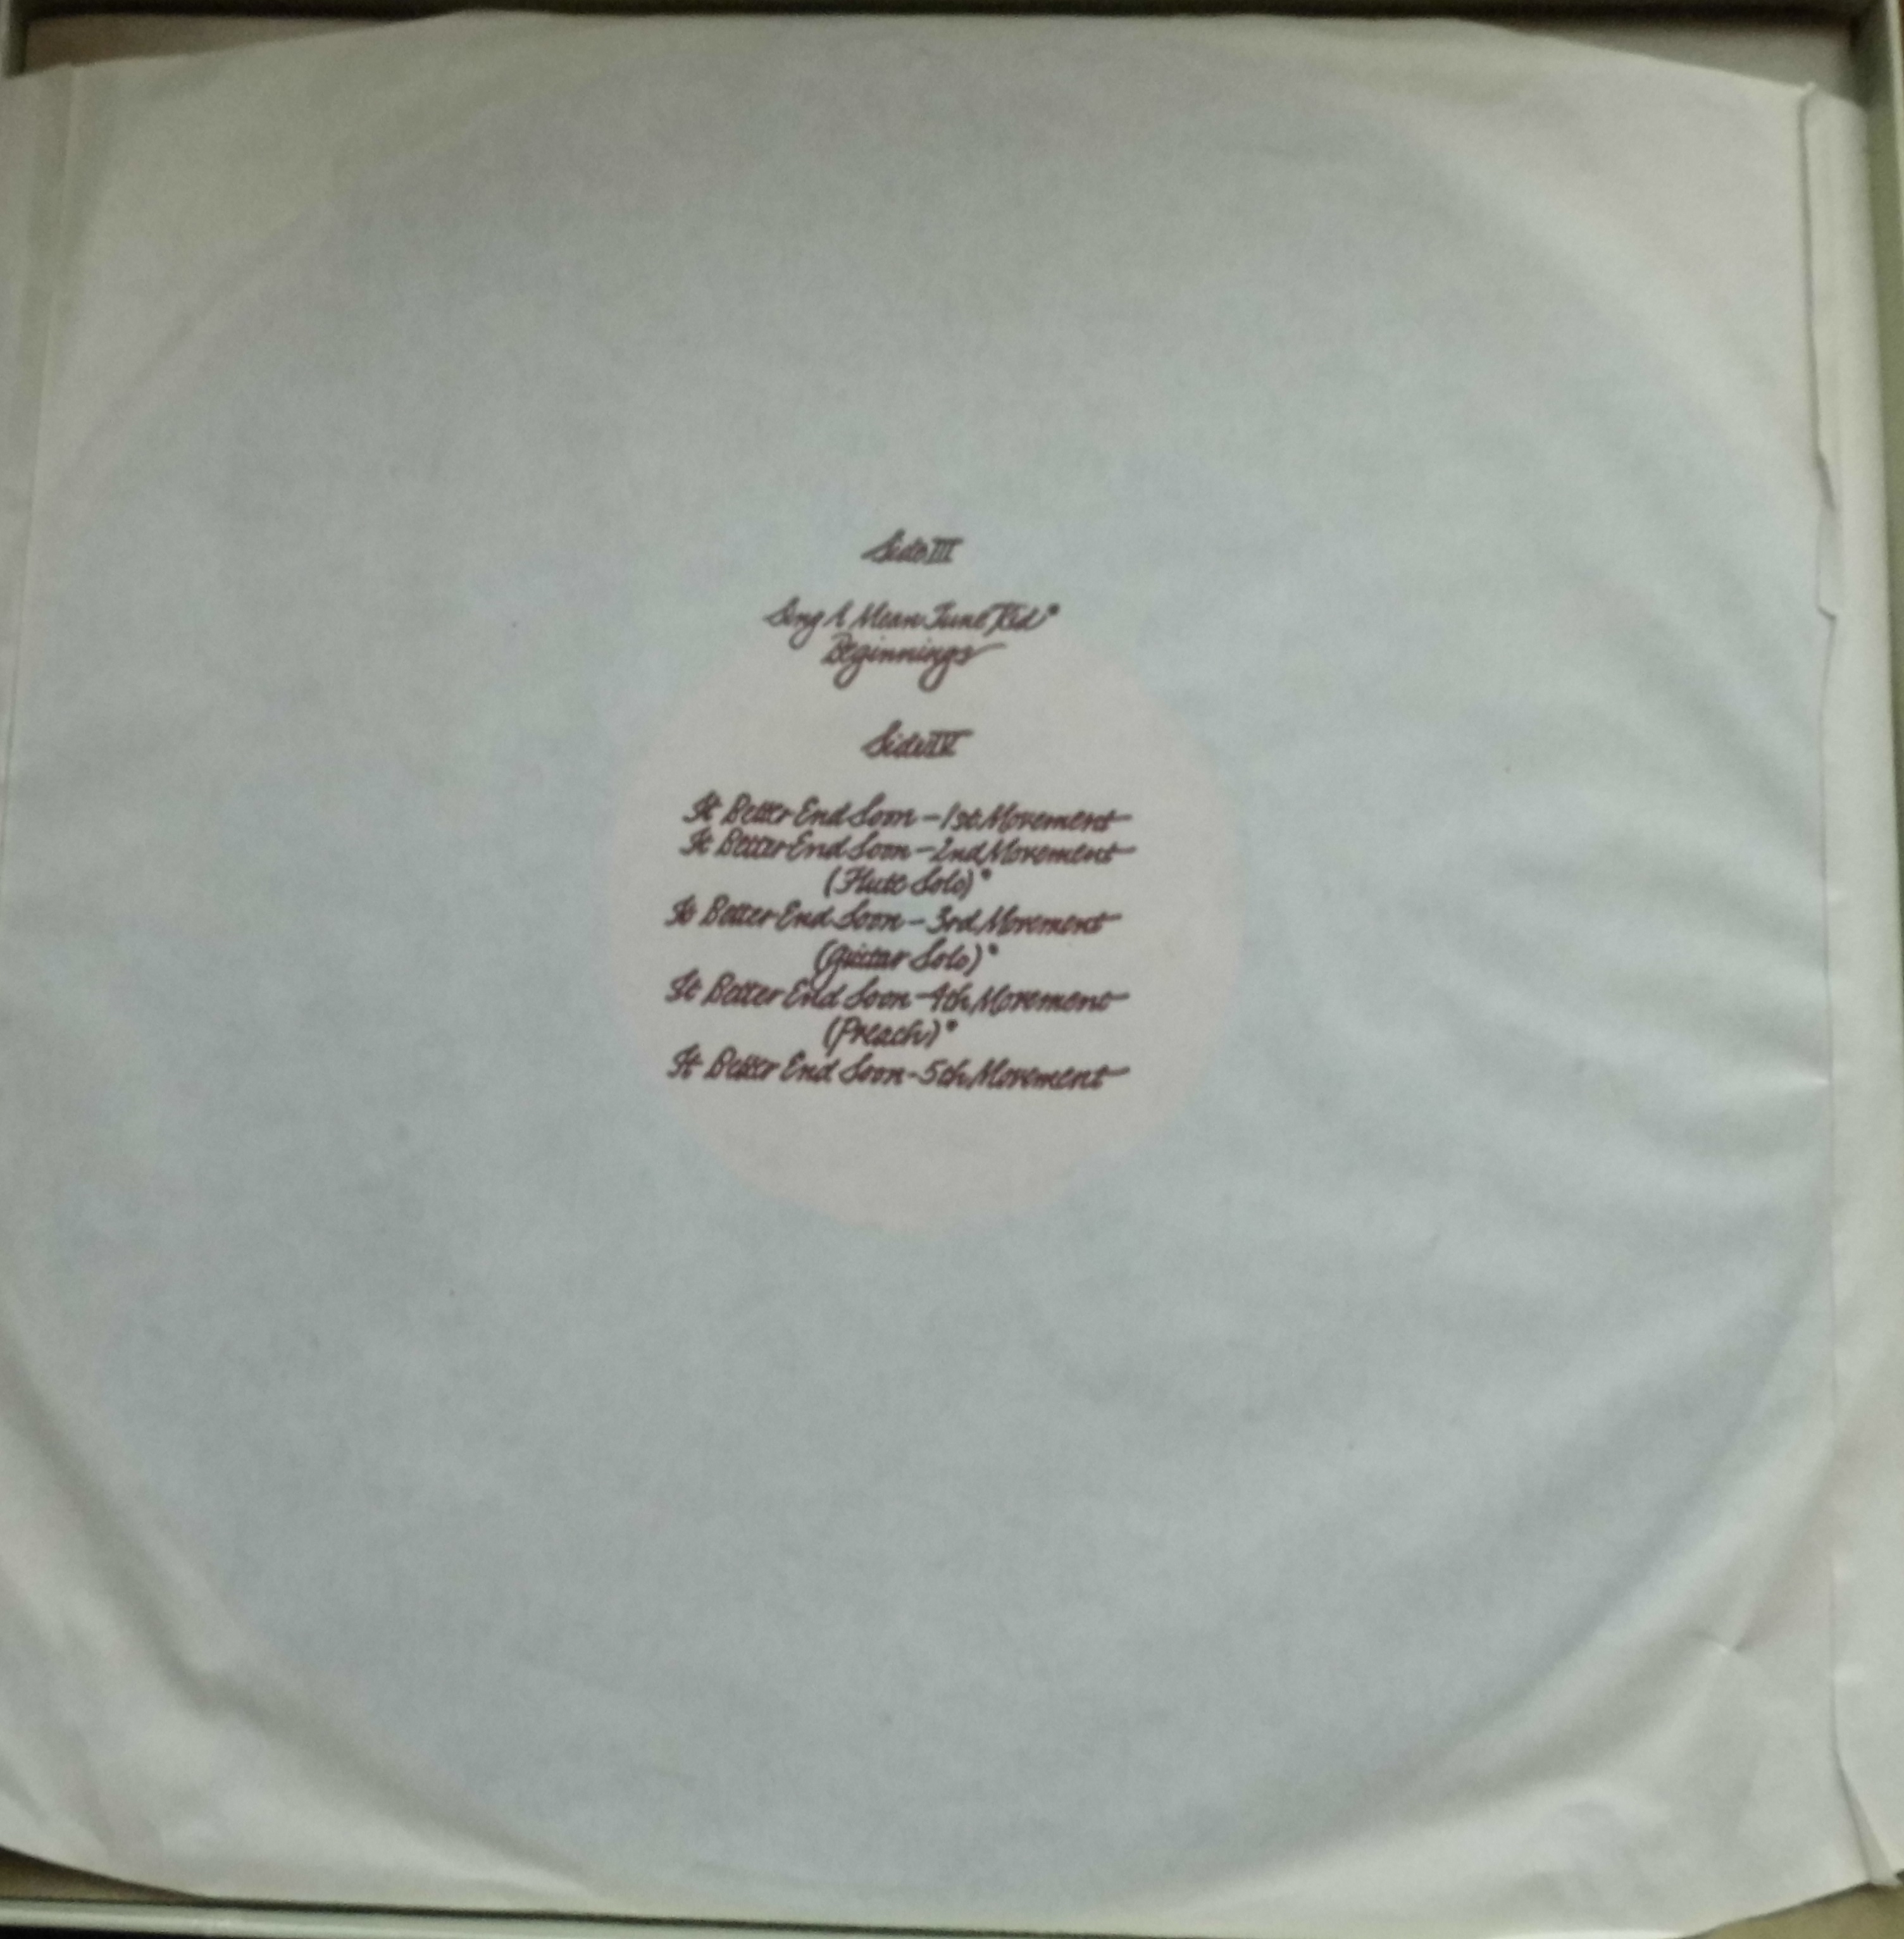 Side III
Sing A Mean Tune Kid*
Beginnings
Side IV
It Better End Soon - 1st Movement
It Better End Soon - 2nd Movement
(Flute Solo)*
It Better End Soon - 3rd Movement
(Guitar Solo)*
It Better End Soon - 4th Movement
(Preach)*
It Better End Soon - 5th Movement